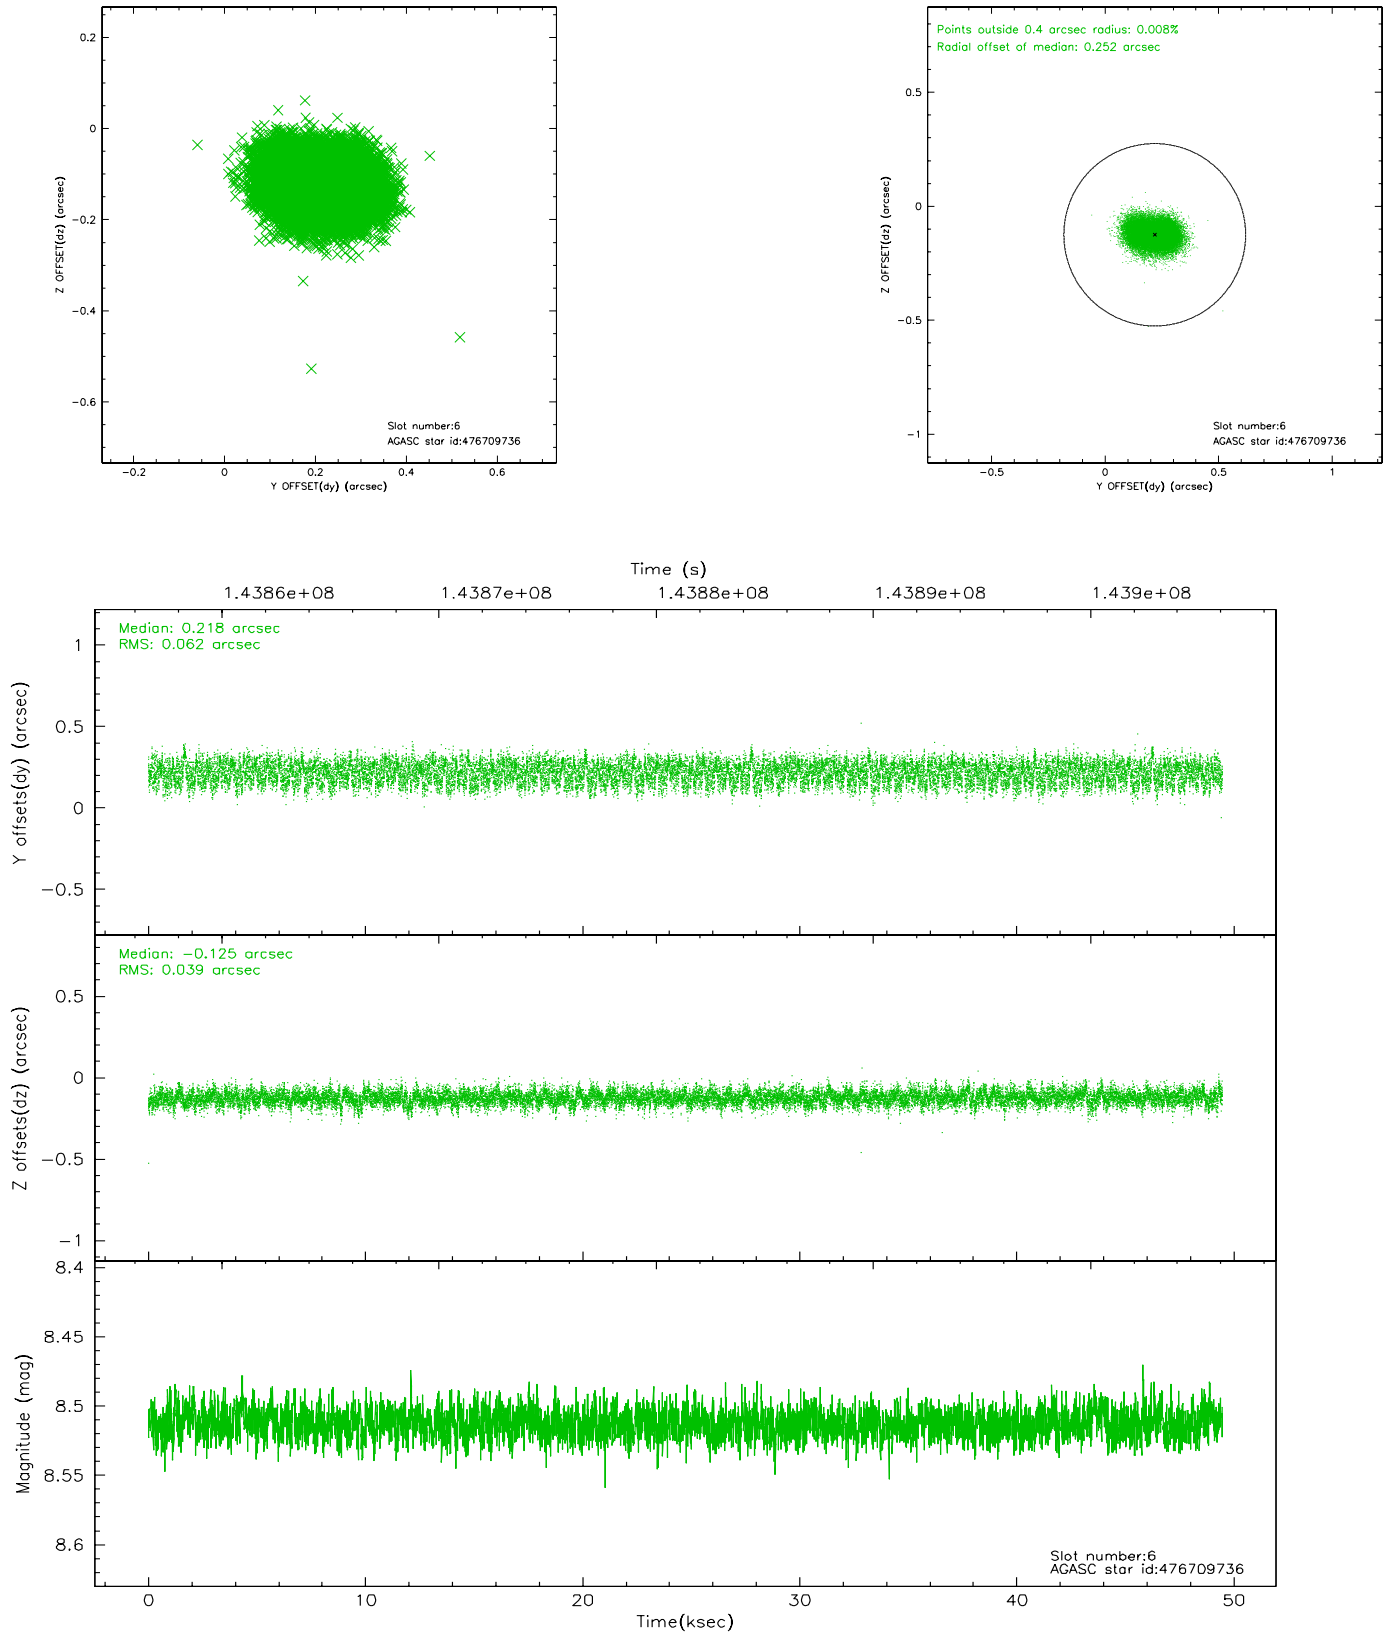 0.2
0
−0.2
−0.4
−0.6
Z OFFSET(dz) (arcsec)
−0.2
0
0.2
0.4
0.6
Y OFFSET(dy) (arcsec)
Slot number:6
AGASC star id:476709736
Points outside 0.4 arcsec radius: 0.008%
Radial offset of median: 0.252 arcsec
0.5
0
−0.5
−1
Z OFFSET(dz) (arcsec)
−0.5
0
0.5
1
Y OFFSET(dy) (arcsec)
Slot number:6
AGASC star id:476709736
Time (s)
1.4386e+08
1.4387e+08
1.4388e+08
1.4389e+08
1.439e+08
Median: 0.218 arcsec
RMS: 0.062 arcsec
1
0.5
0
−0.5
Y offsets(dy) (arcsec)
Median: −0.125 arcsec
RMS: 0.039 arcsec
0.5
0
−0.5
−1
Z offsets(dz) (arcsec)
8.4
8.45
8.5
8.55
8.6
Magnitude (mag)
Slot number:6
AGASC star id:476709736
0
10
20
30
40
50
Time(ksec)